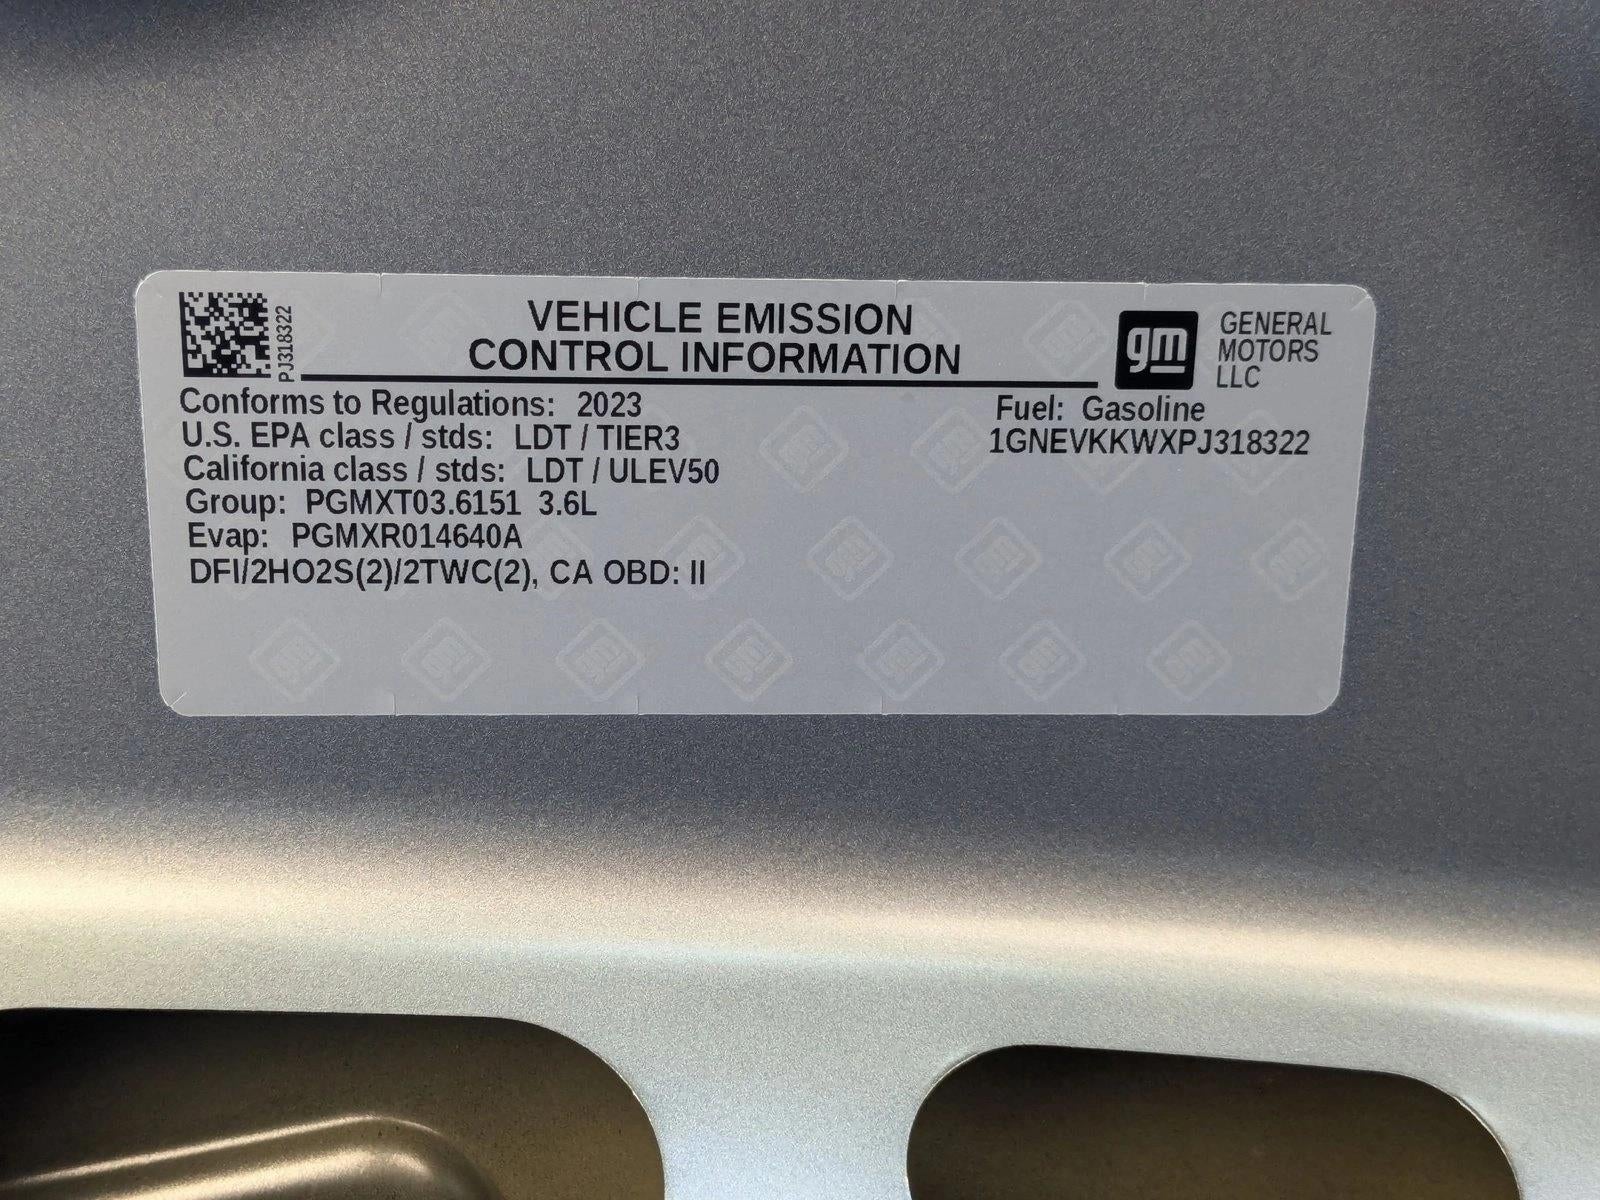 PJ318322
VEHICLE EMISSION
CONTROL INFORMATION
gm
GENERAL
MOTORS
LLC
Conforms to Regulations: 2023
U.S. EPA class / stds: LDT / TIER3
California class / stds: LDT / ULEV50
Group: PGMXT03.6151 3.6L
Evap: PGMXR014640A
DFI/2HO2S(2)/2TWC(2), CA OBD: II
Fuel: Gasoline
1GNEVKKWXPJ318322